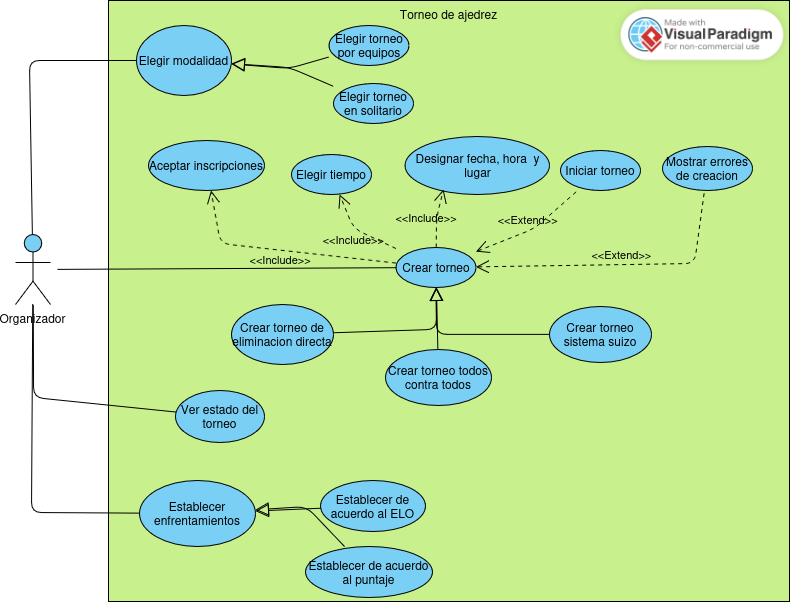 Torneo de ajedrez
Made with
VisualParadigm
For non-commercial use
Elegir modalidad
Elegir torneo
por equipos
Elegir torneo
en solitario
Aceptar inscripciones
Elegir tiempo
Designar fecha, hora y
lugar
Iniciar torneo
Mostrar errores
de creacion
<<Include>>
<<Include>>
<<Include>>
<<Extend>>
<<Extend>>
Crear torneo
Organizador
Crear torneo de
eliminacion directa
Crear torneo todos
contra todos
Crear torneo
sistema suizo
Ver estado del
torneo
Establecer
enfrentamientos
Establecer de
acuerdo al ELO
Establecer de acuerdo
al puntaje